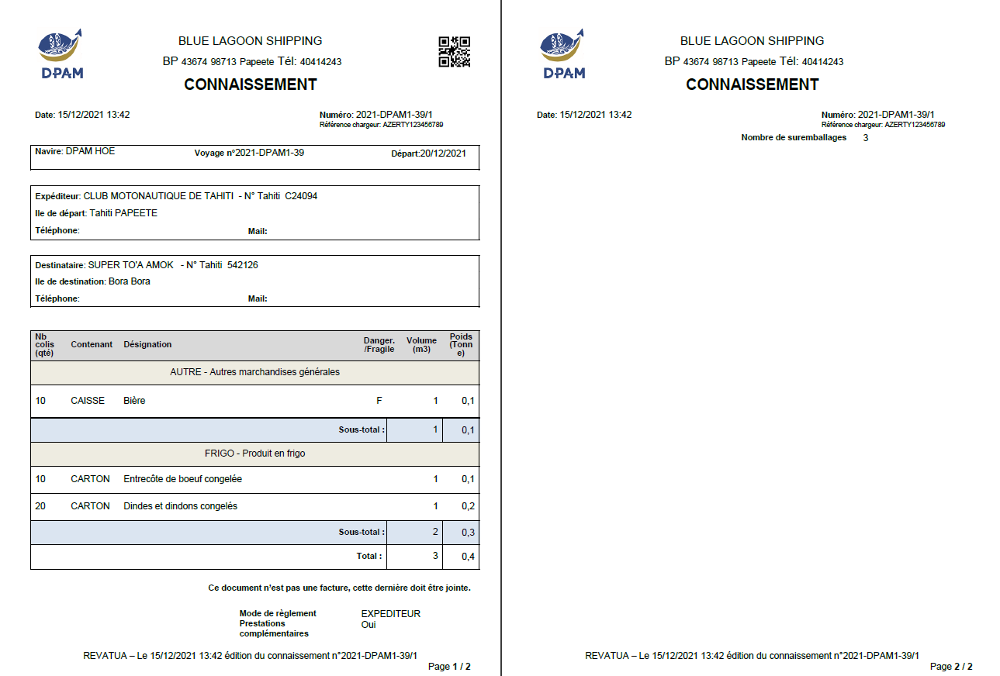 DPAM
BLUE LAGOON SHIPPING
BP 43674 98713 Papeete Tél: 40414243
CONNAISSEMENT
Date: 15/12/2021 13:42
Numéro: 2021-DPAM1-39/1
Référence chargeur: AZERTY123456789
Navire: DPAM HOE Voyage n°2021-DPAM1-39 Départ:20/12/2021
Expéditeur: CLUB MOTONAUTIQUE DE TAHITI - N° Tahiti C24094
Ile de départ: Tahiti PAPEETE
Téléphone: Mail:
Destinataire: SUPER TO'A AMOK - N° Tahiti 542126
Ile de destination: Bora Bora
Téléphone: Mail:
Nb colis (qté) Contenant Désignation Danger. /Fragile Volume (m3) Poids (Tonn e)
AUTRE - Autres marchandises générales
10 CAISSE Bière F 1 0,1
Sous-total : 1 0,1
FRIGO - Produit en frigo
10 CARTON Entrecôte de boeuf congelée 1 0,1
20 CARTON Dindes et dindons congelés 1 0,2
Sous-total : 2 0,3
Total : 3 0,4
Ce document n'est pas une facture, cette dernière doit être jointe.
Mode de règlement EXPEDITEUR
Prestations complémentaires Oui
REVATUA – Le 15/12/2021 13:42 édition du connaissement n°2021-DPAM1-39/1
Page 1 / 2
DPAM
BLUE LAGOON SHIPPING
BP 43674 98713 Papeete Tél: 40414243
CONNAISSEMENT
Date: 15/12/2021 13:42
Numéro: 2021-DPAM1-39/1
Référence chargeur: AZERTY123456789
Nombre de suremballages 3
REVATUA – Le 15/12/2021 13:42 édition du connaissement n°2021-DPAM1-39/1
Page 2 / 2